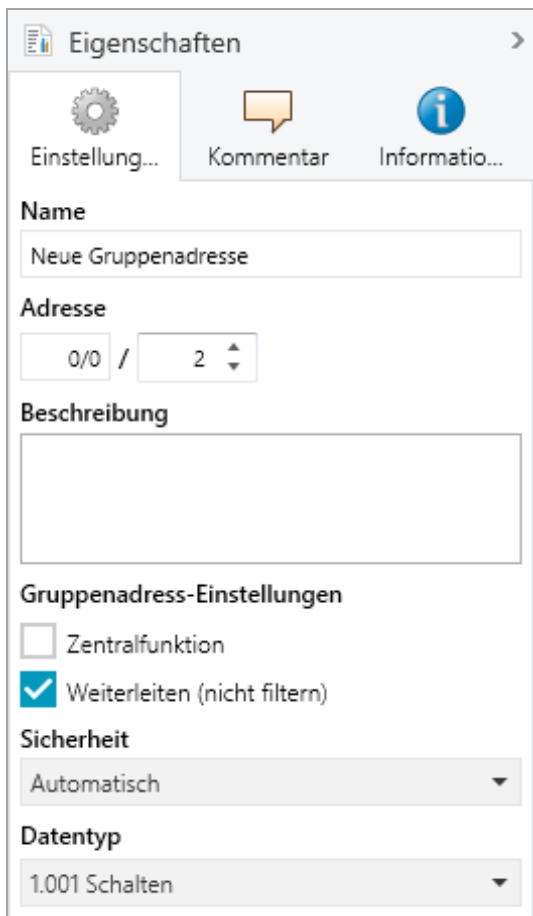 Eigenschaften
Einstellung... Kommentar Informatio...
Name
Neue Gruppenadresse
Adresse
0/0 / 2
Beschreibung
Gruppenadress-Einstellungen
Zentralfunktion
Weiterleiten (nicht filtern)
Sicherheit
Automatisch
Datentyp
1.001 Schalten